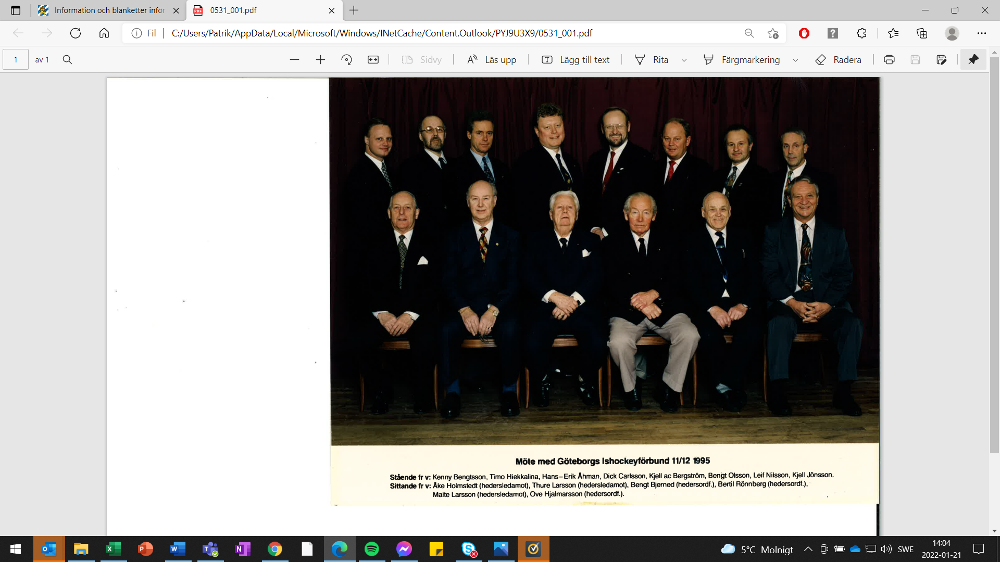 Information och blanketter inför
0531_001.pdf
Fil
C:/Users/Patrik/AppData/Local/Microsoft/Windows/INetCache/Content.Outlook/PYJ9U3X9/0531_001.pdf
1 av 1
Sidvy
Läs upp
Lägg till text
Rita
Färgmarkering
Radera
Möte med Göteborgs Ishockeyförbund 11/12 1995
Stående fr v: Kenny Bengtsson, Timo Hiekkalina, Hans-Erik Åhman, Dick Carlsson, Kjell ac Bergström, Bengt Olsson, Leif Nilsson, Kjell Jönsson.
Sittande fr v: Åke Holmstedt (hedersledamot), Thure Larsson (hedersledamot), Bengt Bjerned (hedersordf.), Bertil Rönnberg (hedersordf.),
Malte Larsson (hedersledamot), Ove Hjalmarsson (hedersordf.).
5°C Molnigt
SWE
14:04
2022-01-21